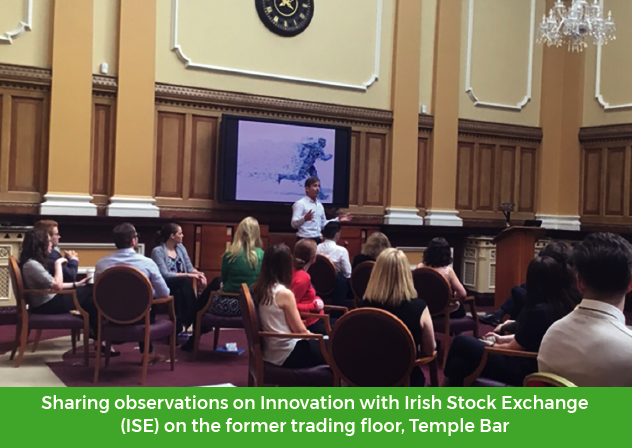 Sharing observations on Innovation with Irish Stock Exchange
(ISE) on the former trading floor, Temple Bar